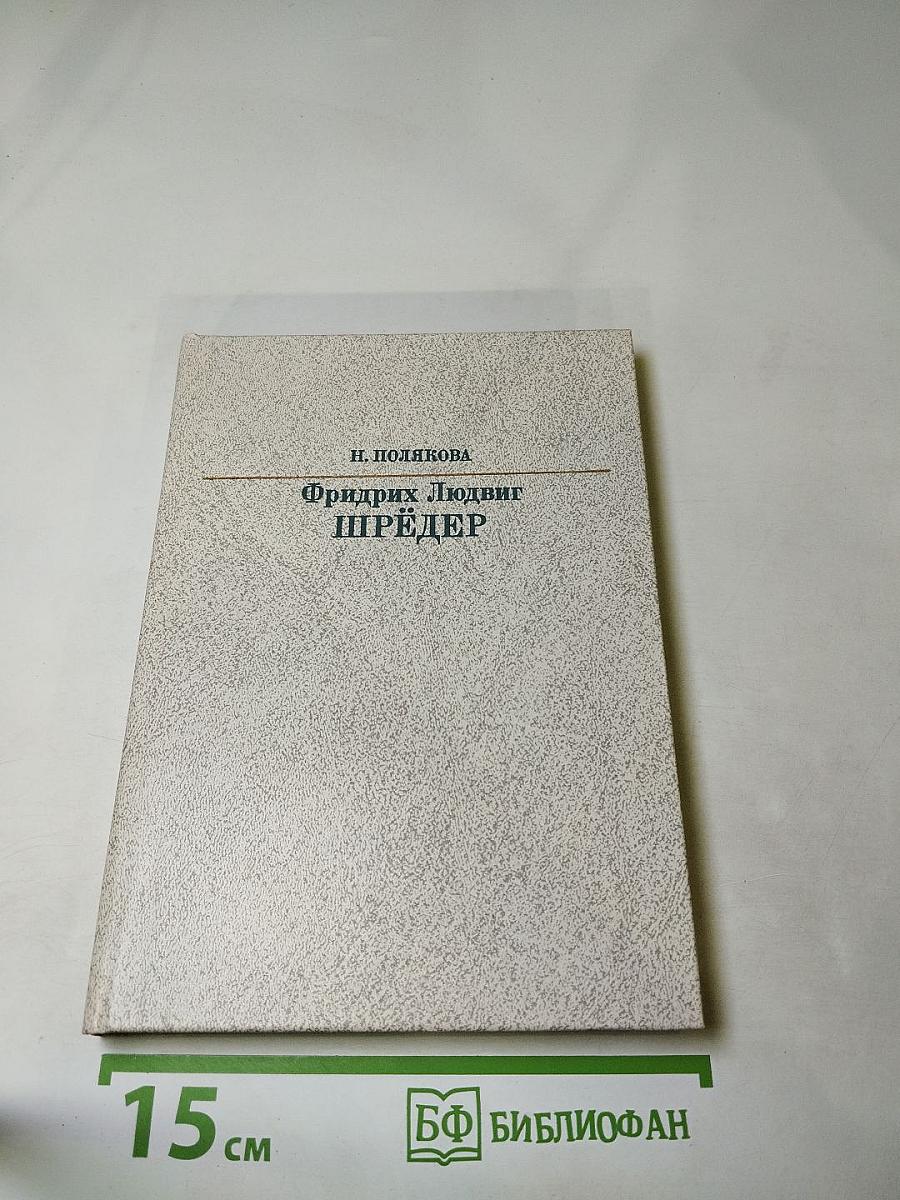 Н. ПОЛЯКОВА
Фридрих Людвиг
ШРЁДЕР
15 см
БФ БИБЛИОФАН